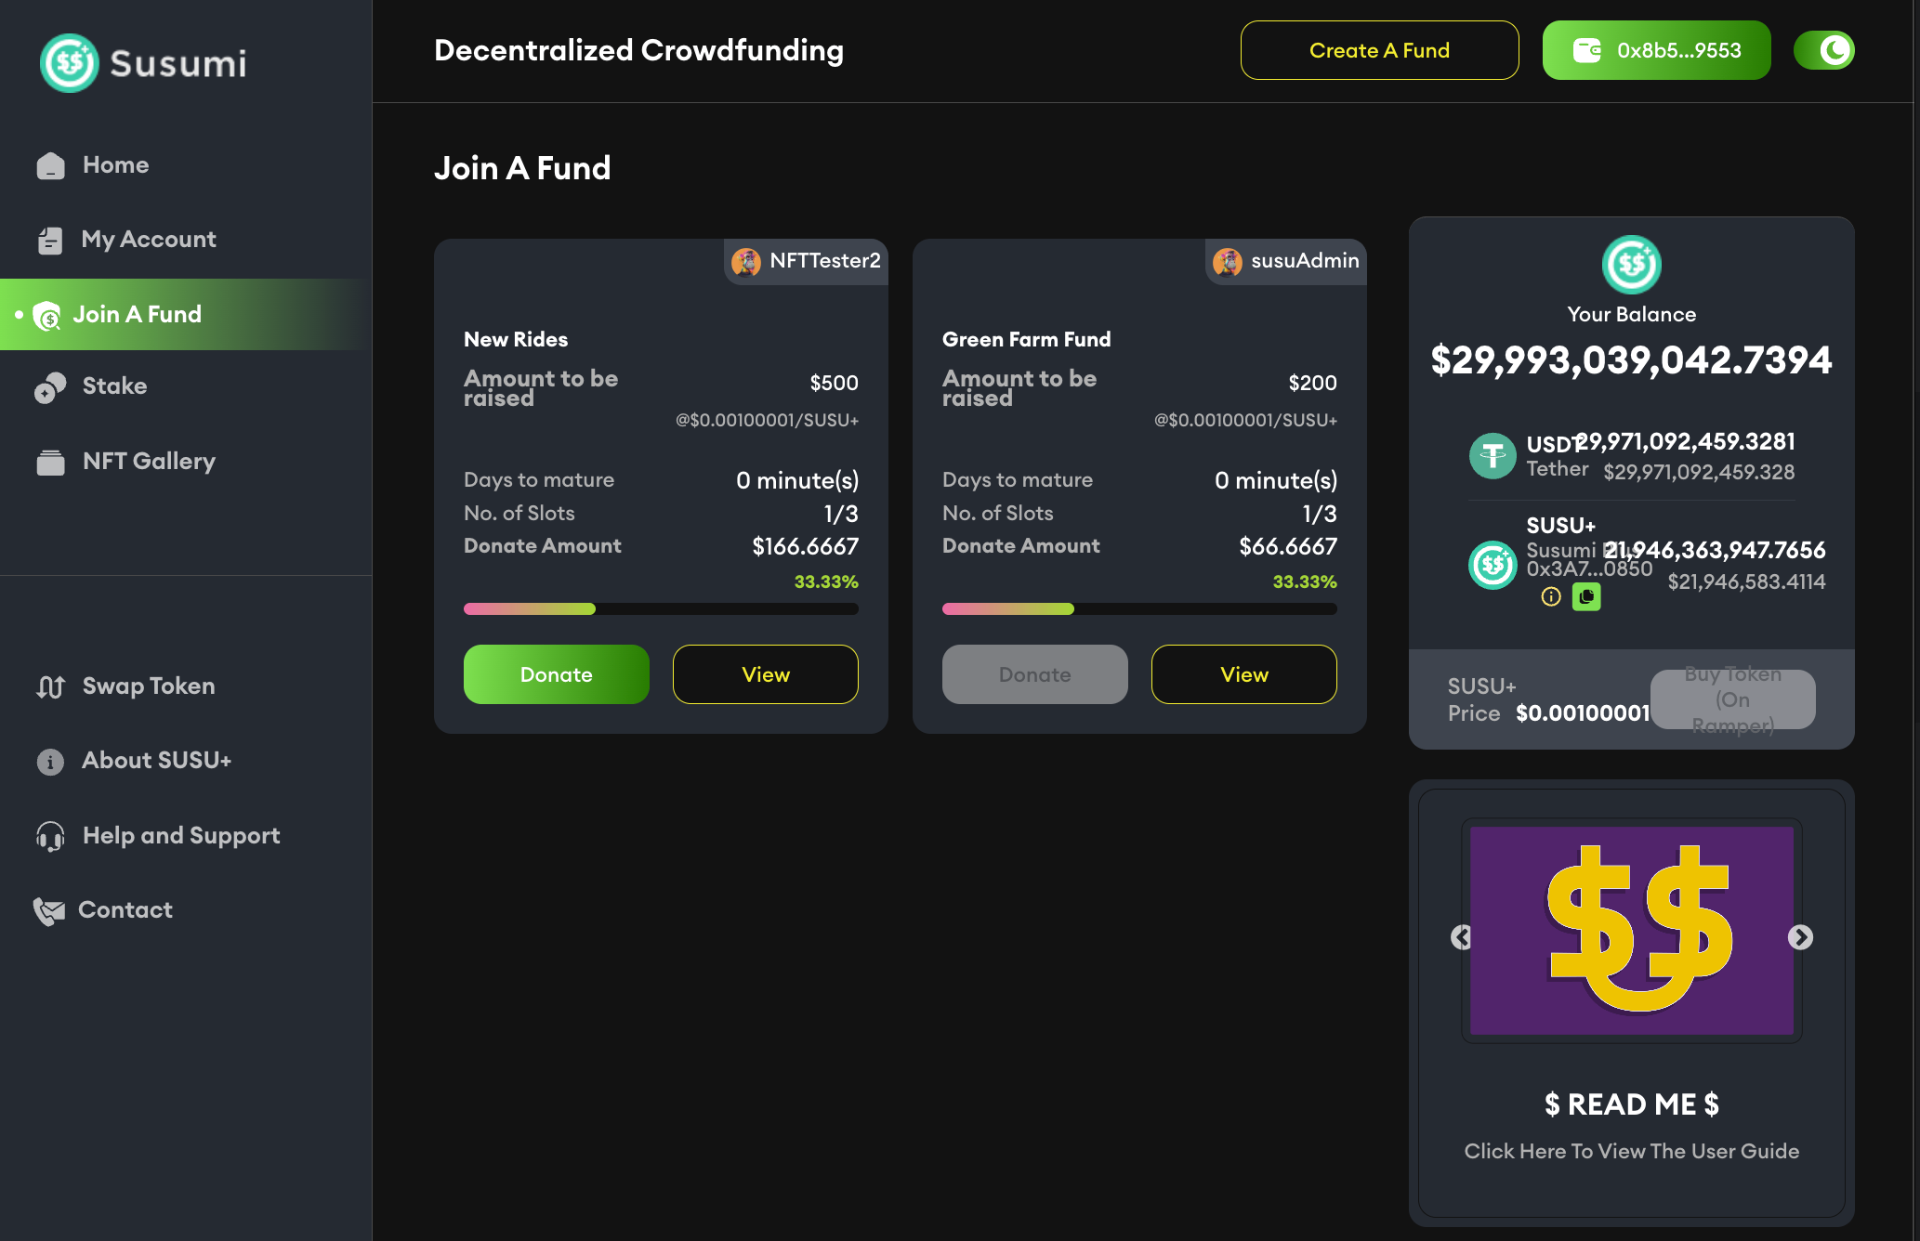 Susumi
Home
My Account
Join A Fund
Stake
NFT Gallery
Swap Token
About SUSU+
Help and Support
Contact
Decentralized Crowdfunding
Create A Fund
0x8b5...9553
Join A Fund
NFTTester2
New Rides
Amount to be
raised
$500
@$0.00100001/SUSU+
Days to mature
0 minute(s)
No. of Slots
1/3
Donate Amount
$166.6667
33.33%
Donate
View
susuAdmin
Green Farm Fund
Amount to be
raised
$200
@$0.00100001/SUSU+
Days to mature
0 minute(s)
No. of Slots
1/3
Donate Amount
$66.6667
33.33%
Donate
View
$$
Your Balance
$29,993,039,042.7394
USDT
29,971,092,459.3281
Tether
$29,971,092,459.328
SUSU+
Susumi Plus
21,946,363,947.7656
0x3A7...0850
$21,946,583.4114
SUSU+
Price
$0.00100001
Buy Token
(On
Ramper)
$$
$ READ ME $
Click Here To View The User Guide